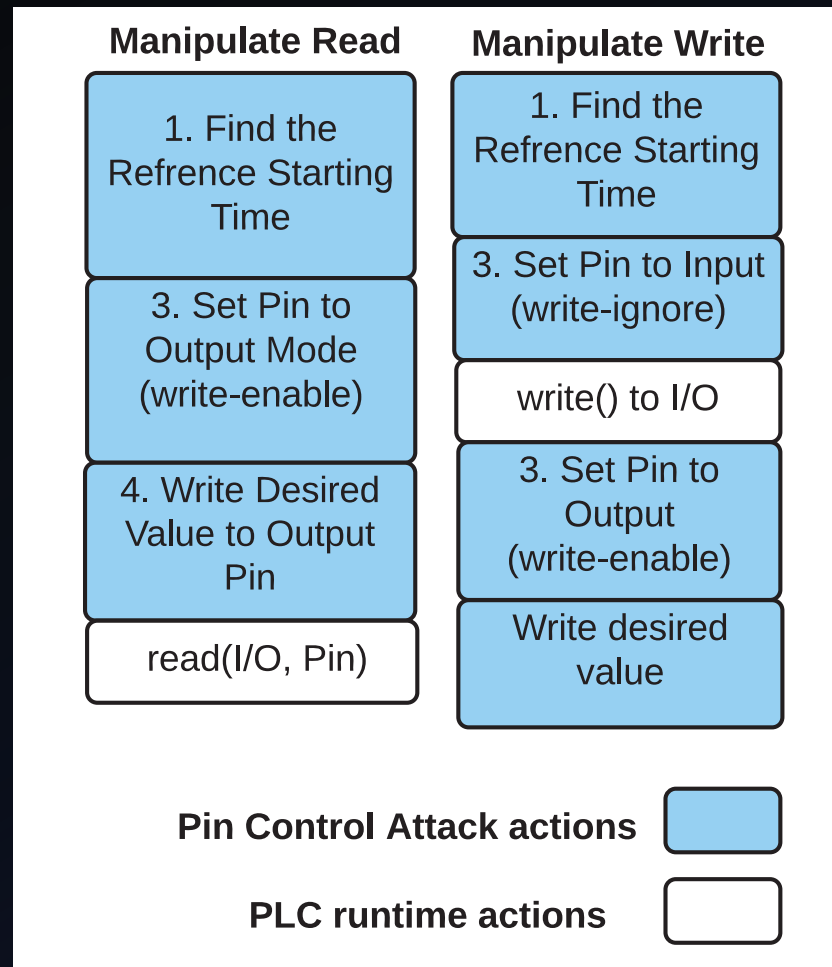 Manipulate Read
1. Find the
Refrence Starting
Time
3. Set Pin to
Output Mode
(write-enable)
4. Write Desired
Value to Output
Pin
read(I/O, Pin)
Manipulate Write
1. Find the
Refrence Starting
Time
3. Set Pin to Input
(write-ignore)
write() to I/O
3. Set Pin to
Output
(write-enable)
Write desired
value
Pin Control Attack actions
PLC runtime actions